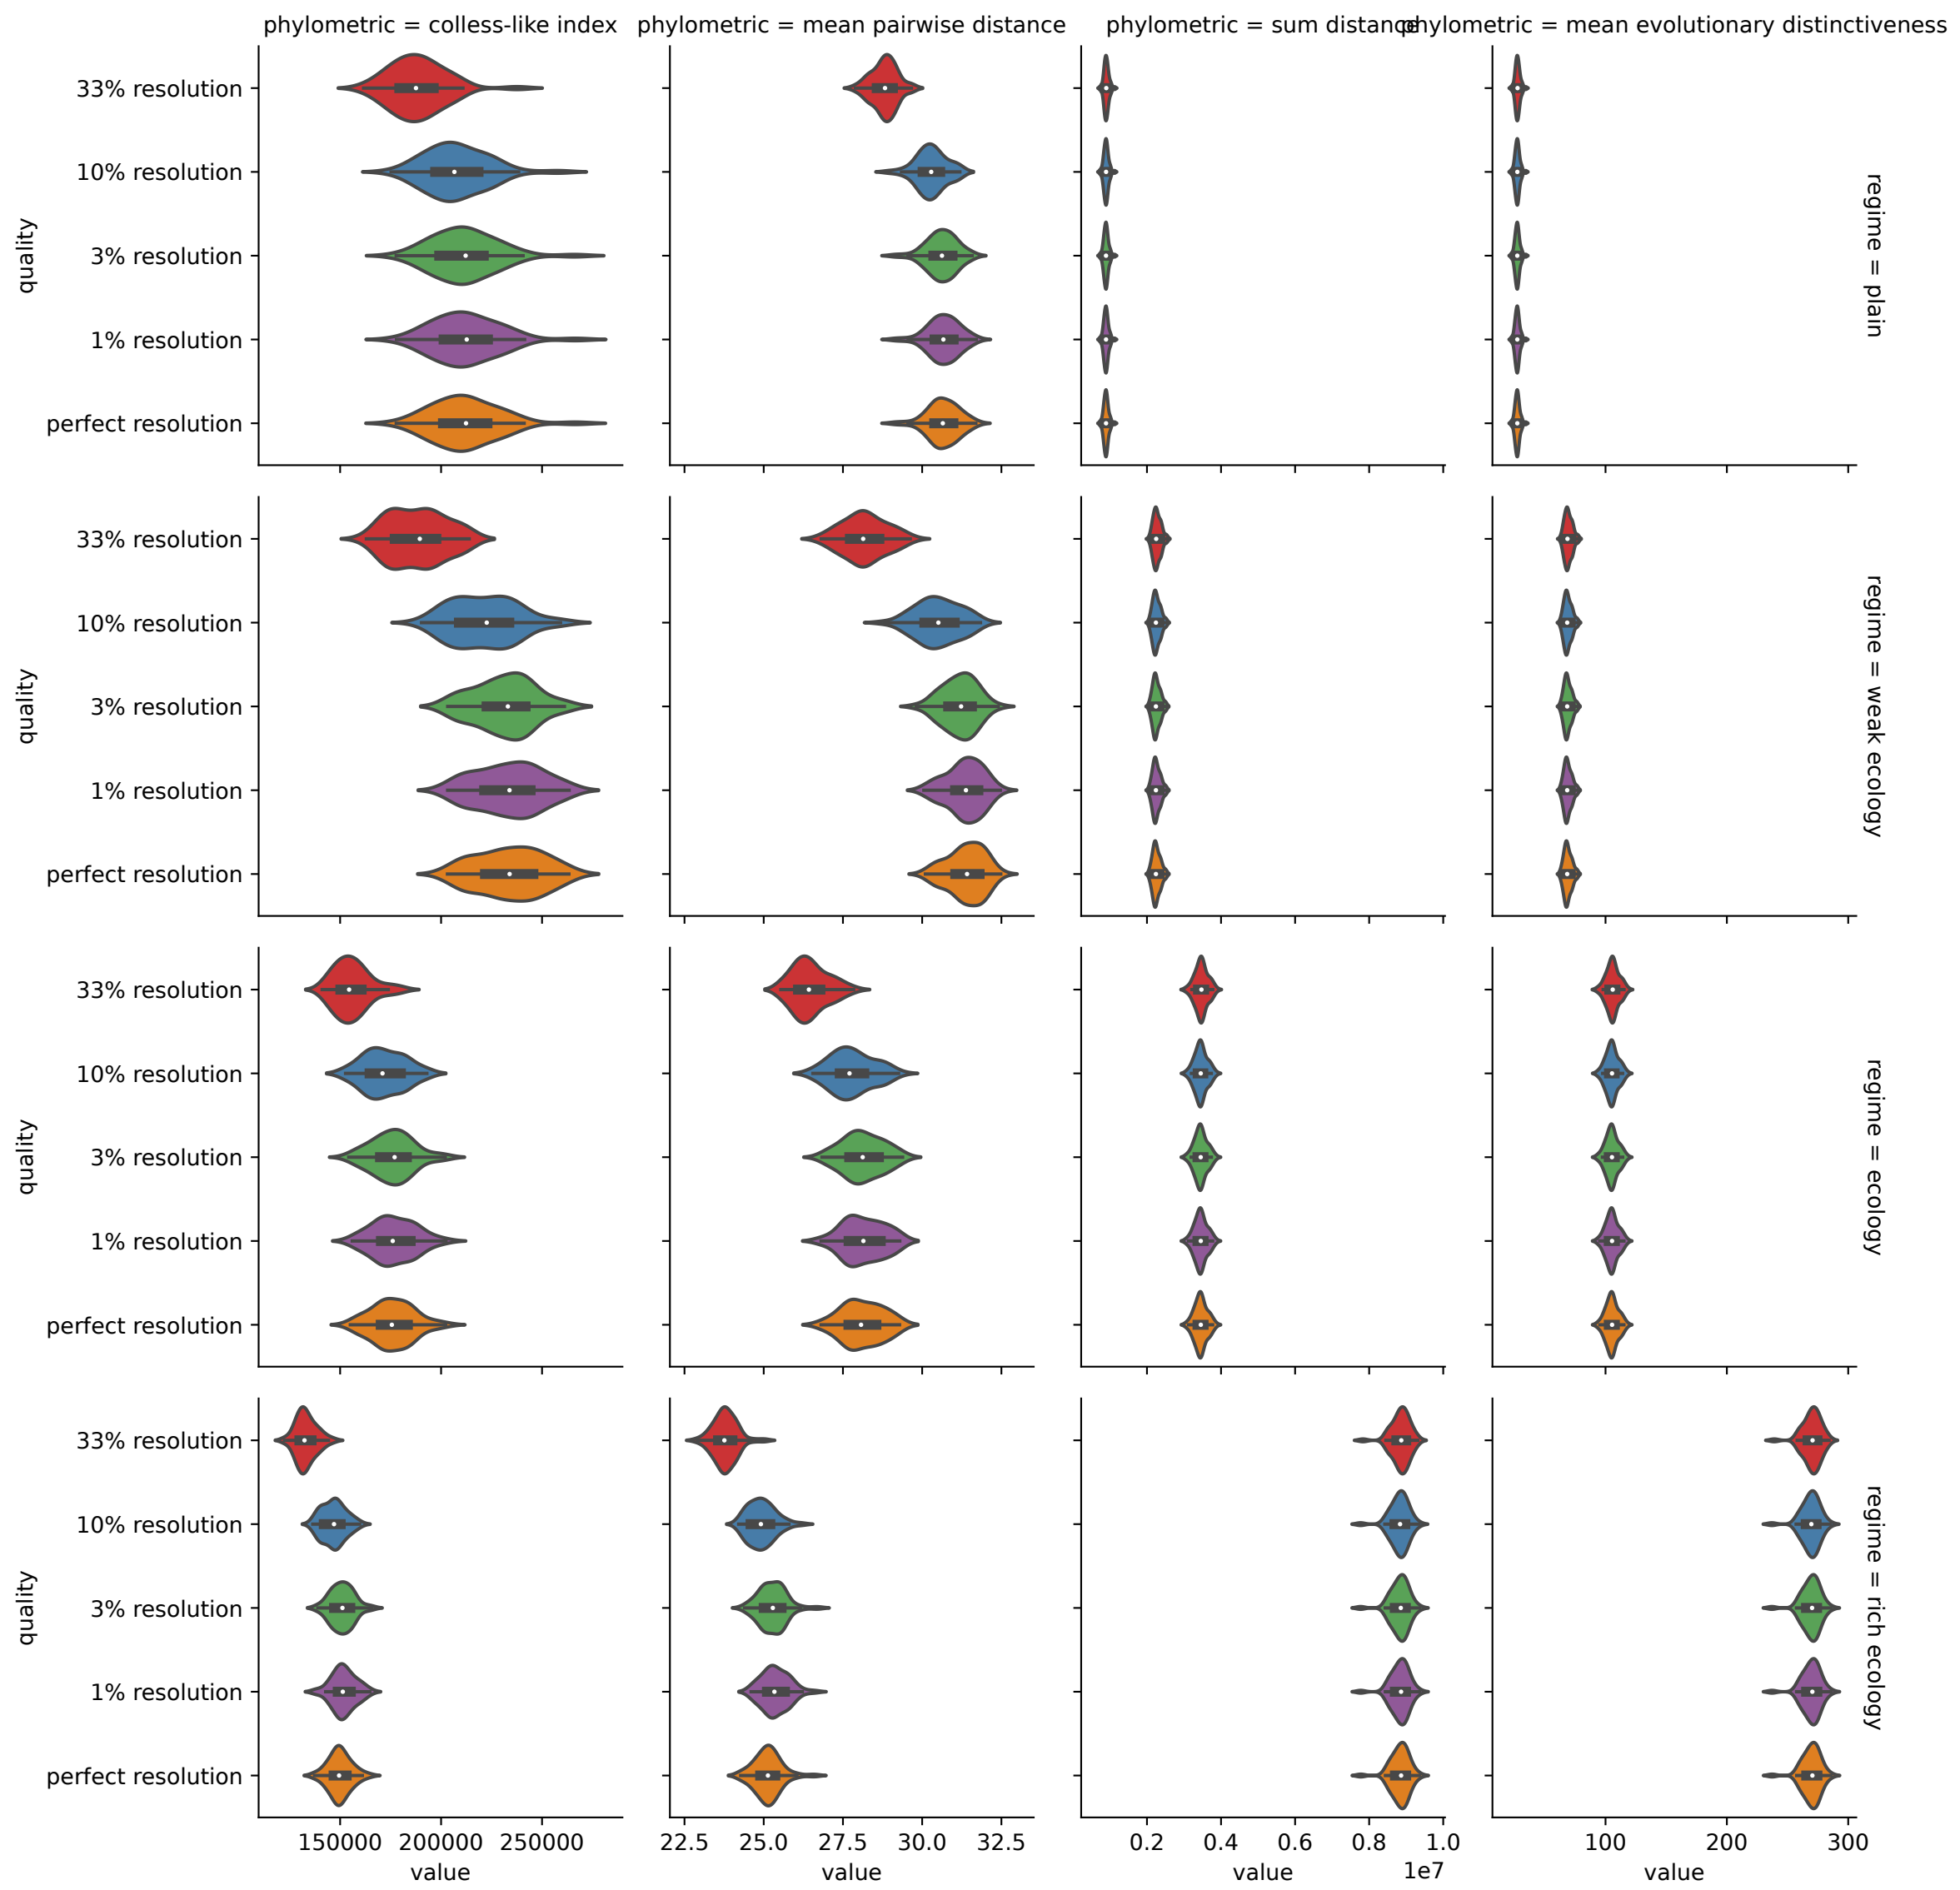 phylometric = colless-like index
phylometric = mean pairwise distance
phylometric = sum distance
phylometric = mean evolutionary distinctiveness
quality
33% resolution
10% resolution
3% resolution
1% resolution
perfect resolution
regime = plain
quality
33% resolution
10% resolution
3% resolution
1% resolution
perfect resolution
regime = weak ecology
quality
33% resolution
10% resolution
3% resolution
1% resolution
perfect resolution
regime = ecology
quality
33% resolution
10% resolution
3% resolution
1% resolution
perfect resolution
regime = rich ecology
150000 200000 250000
value
22.5 25.0 27.5 30.0 32.5
value
0.2 0.4 0.6 0.8 1.0
1e7
value
100 200 300
value